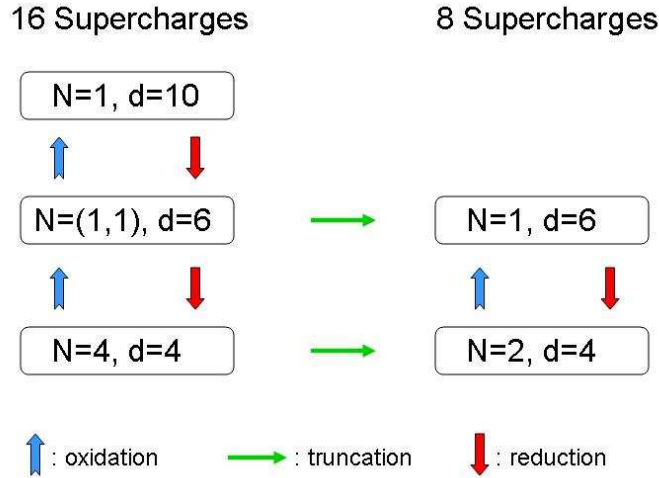 16 Supercharges 8 Supercharges
N=1, d=10
N=(1,1), d=6 N=1, d=6
N=4, d=4 N=2, d=4
: oxidation : truncation : reduction